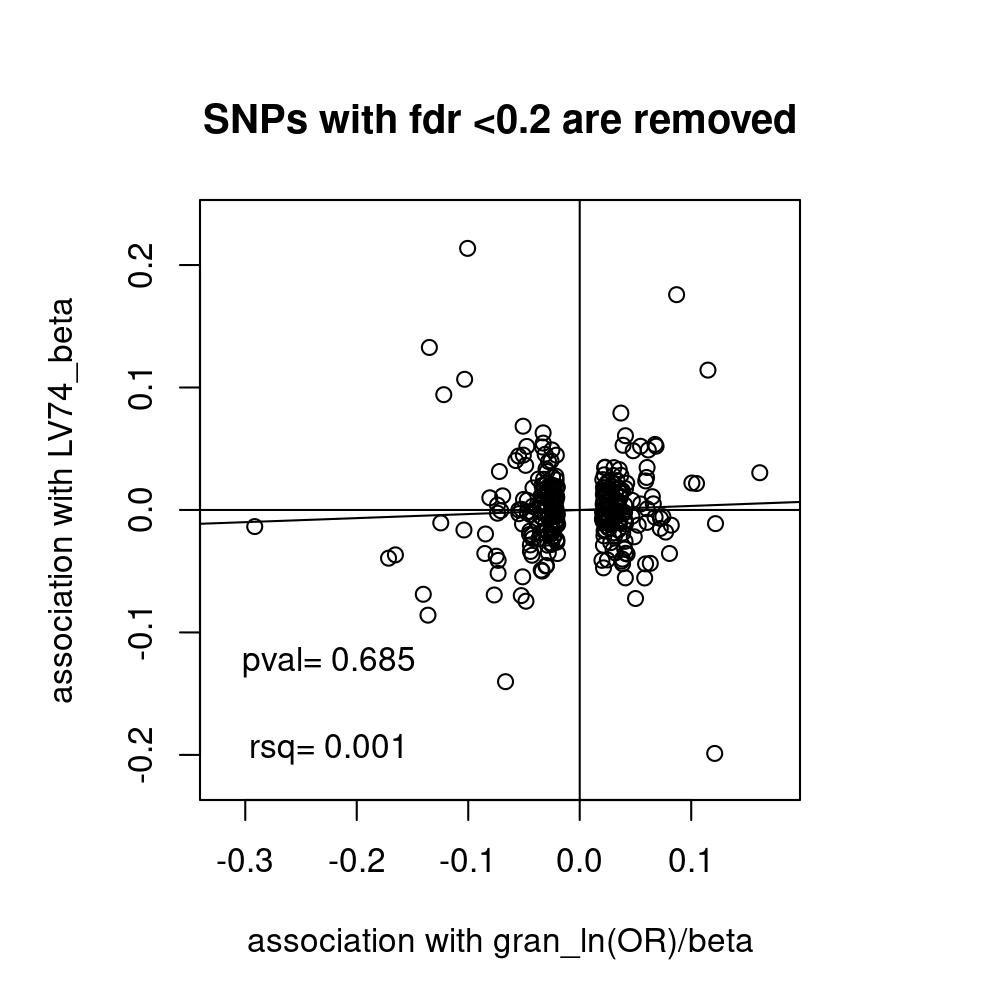 SNPs with fdr <0.2 are removed
association with LV74_beta
0.2
0.1
0.0
-0.1
-0.2
pval= 0.685
rsq= 0.001
-0.3 -0.2 -0.1 0.0 0.1
association with gran_ln(OR)/beta